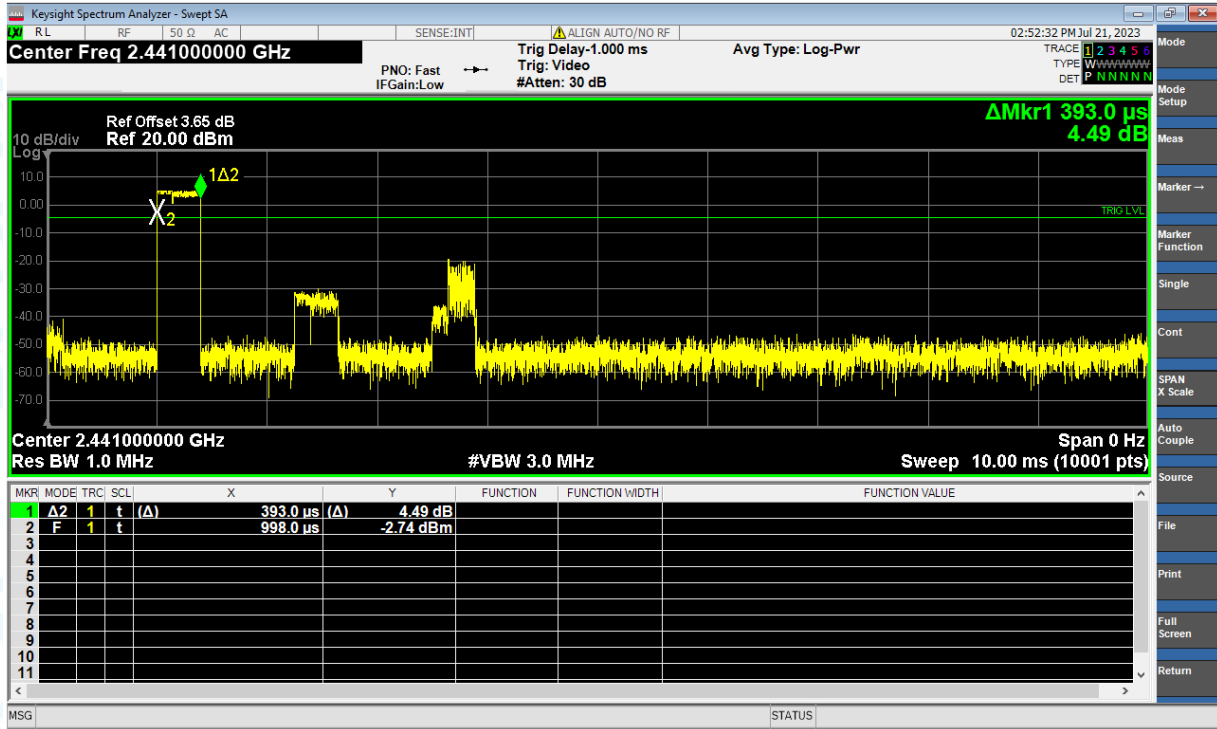 Keysight Spectrum Analyzer - Swept SA
LXI RL RF 50 Ω AC SENSE:INT ALIGN AUTO/NO RF 02:52:32 PM Jul 21, 2023
Center Freq 2.441000000 GHz
PNO: Fast
IFGain:Low
Trig Delay-1.000 ms
Trig: Video
#Atten: 30 dB
Avg Type: Log-Pwr
TRACE 1 2 3 4 5 6
TYPE WWWWWW
DET P N N N N N
ΔMkr1 393.0 µs
4.49 dB
Ref Offset 3.65 dB
10 dB/div Ref 20.00 dBm
Log
10.0
0.00
-10.0
-20.0
-30.0
-40.0
-50.0
-60.0
-70.0
1Δ2
X2
TRIG LVL
Center 2.441000000 GHz Span 0 Hz
Res BW 1.0 MHz #VBW 3.0 MHz Sweep 10.00 ms (10001 pts)
MKR MODE TRC SCL X Y FUNCTION FUNCTION WIDTH FUNCTION VALUE
1 Δ2 1 t (Δ) 393.0 µs (Δ) 4.49 dB
2 F 1 t 998.0 µs -2.74 dBm
3
4
5
6
7
8
9
10
11
MSG STATUS
Mode
Mode
Setup
Meas
Marker →
Marker
Function
Single
Cont
SPAN
X Scale
Auto
Couple
Source
File
Print
Full
Screen
Return